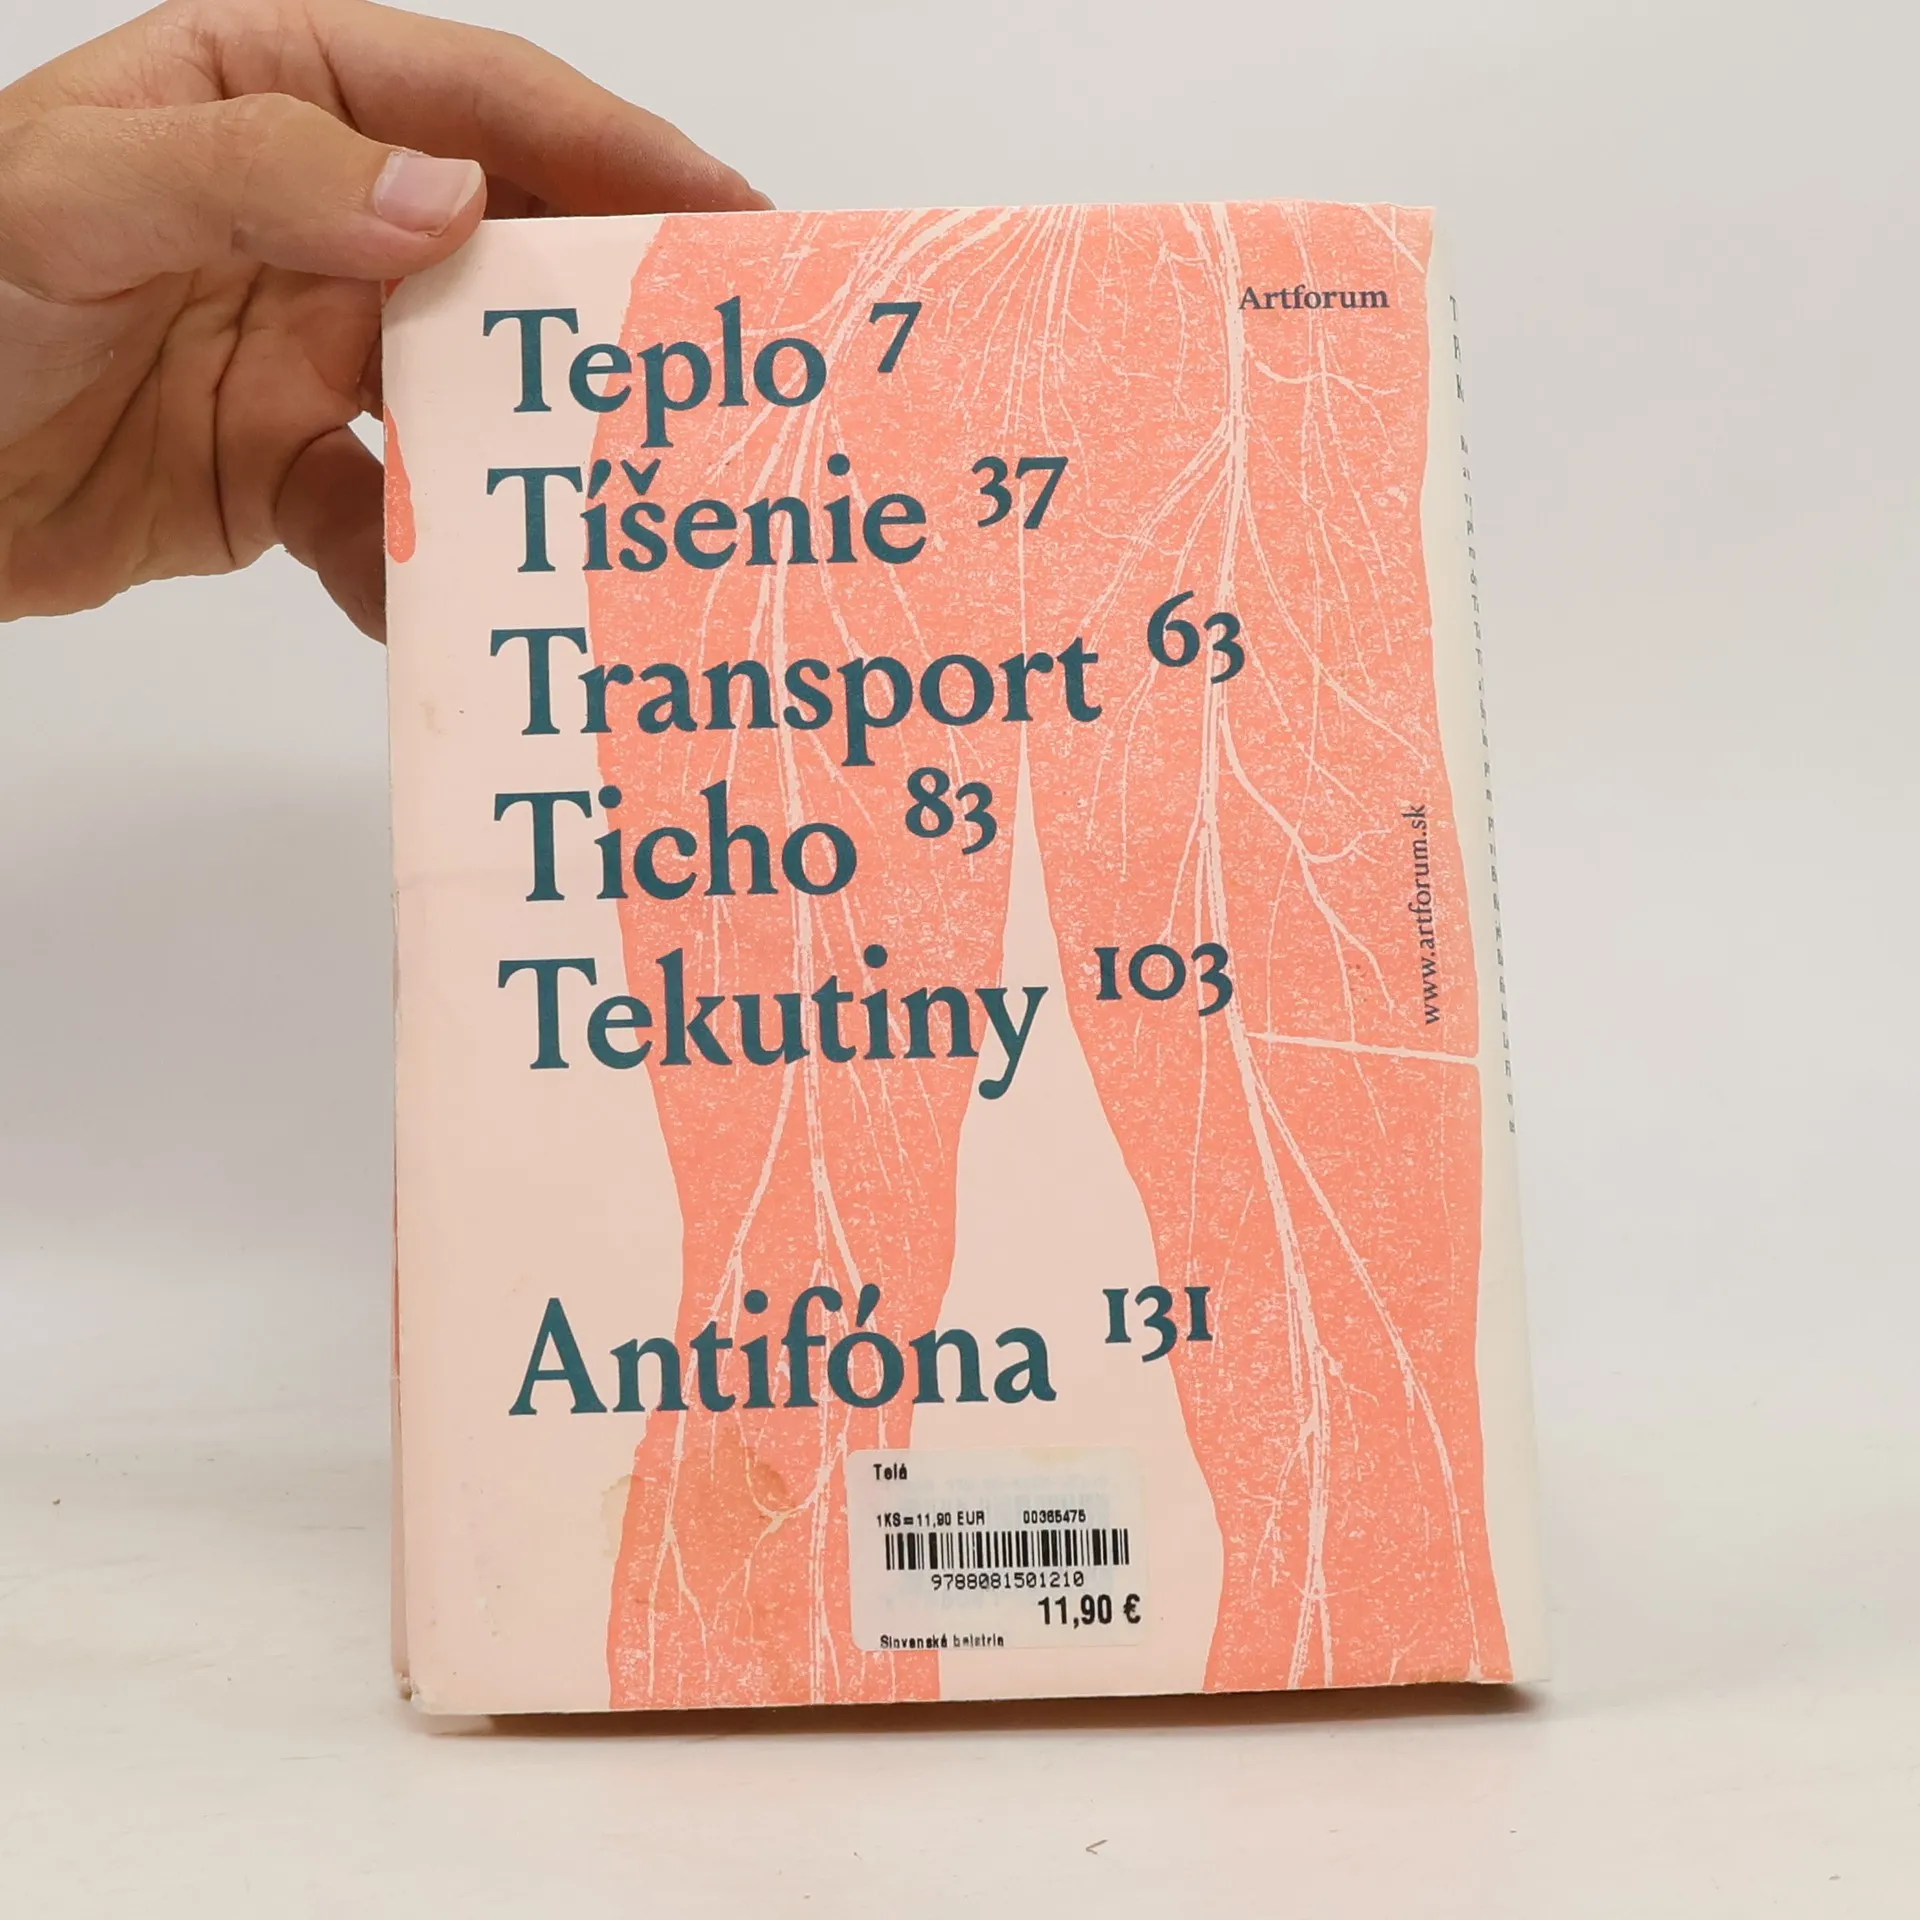 Artforum
Teplo 7
Tíšenie 37
Transport 63
Ticho 83
Tekutiny 103
Antifóna 131
www.artforum.sk
Telá
1KS=11,90 EUR 00365475
9788081501210
11,90 €
Slovenská beletria